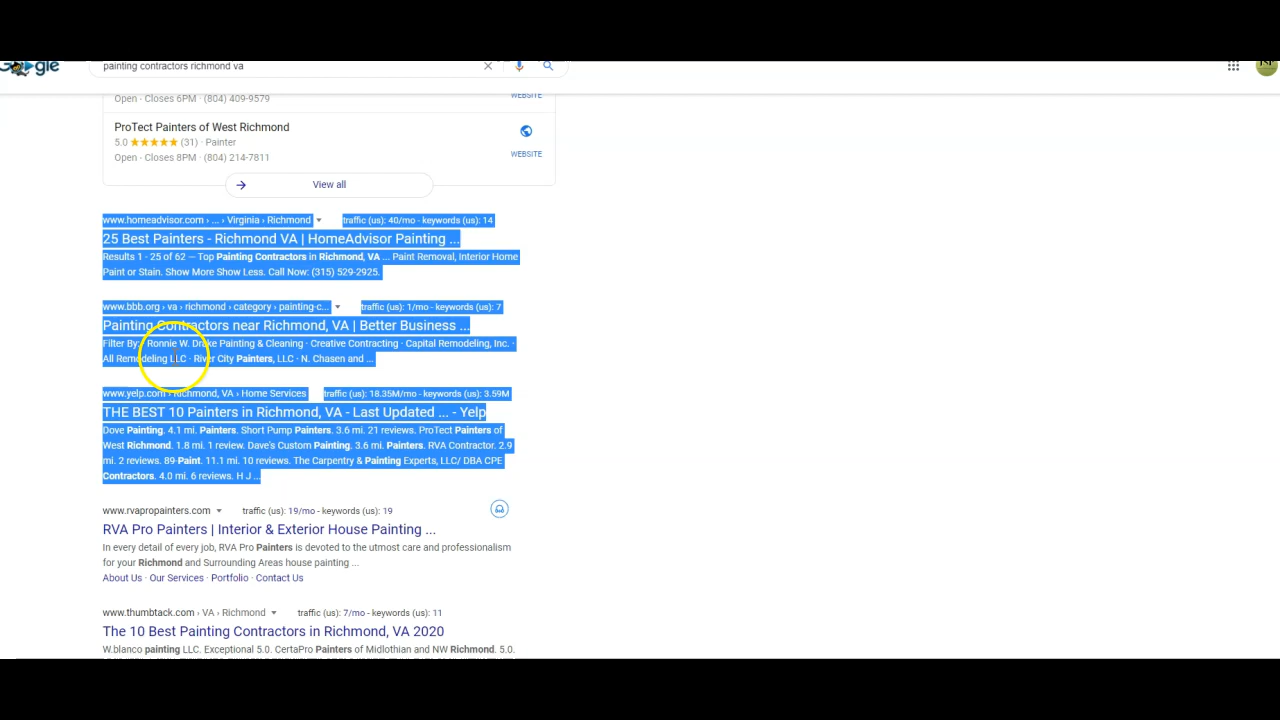 painting contractors richmond va
Open · Closes 6PM · (804) 409-9579
WEBSITE
ProTect Painters of West Richmond
5.0 ★★★★★ (31) · Painter
Open · Closes 8PM · (804) 214-7811
WEBSITE
View all
www.homeadvisor.com › ... › Virginia › Richmond traffic (us): 40/mo - keywords (us): 14
25 Best Painters - Richmond VA | HomeAdvisor Painting ...
Results 1 - 25 of 62 — Top Painting Contractors in Richmond, VA ... Paint Removal, Interior Home
Paint or Stain. Show More Show Less. Call Now: (315) 529-2925.
www.bbb.org › va › richmond › category › painting-c... traffic (us): 1/mo - keywords (us): 7
Painting Contractors near Richmond, VA | Better Business ...
Filter By: · Ronnie W. Drake Painting & Cleaning · Creative Contracting · Capital Remodeling, Inc. ·
All Remodeling LLC · River City Painters, LLC · N. Chasen and ...
www.yelp.com › Richmond, VA › Home Services traffic (us): 18.35M/mo - keywords (us): 3.59M
THE BEST 10 Painters in Richmond, VA - Last Updated ... - Yelp
Dove Painting. 4.1 mi. Painters. Short Pump Painters. 3.6 mi. 21 reviews. ProTect Painters of
West Richmond. 1.8 mi. 1 review. Dave's Custom Painting. 3.6 mi. Painters. RVA Contractor. 2.9
mi. 2 reviews. 89-Paint. 11.1 mi. 10 reviews. The Carpentry & Painting Experts, LLC/ DBA CPE
Contractors. 4.0 mi. 6 reviews. H J ...
www.rvapropainters.com traffic (us): 19/mo - keywords (us): 19
RVA Pro Painters | Interior & Exterior House Painting ...
In every detail of every job, RVA Pro Painters is devoted to the utmost care and professionalism
for your Richmond and Surrounding Areas house painting ...
About Us · Our Services · Portfolio · Contact Us
www.thumbtack.com › VA › Richmond traffic (us): 7/mo - keywords (us): 11
The 10 Best Painting Contractors in Richmond, VA 2020
W.blanco painting LLC. Exceptional 5.0. CertaPro Painters of Midlothian and NW Richmond. 5.0.